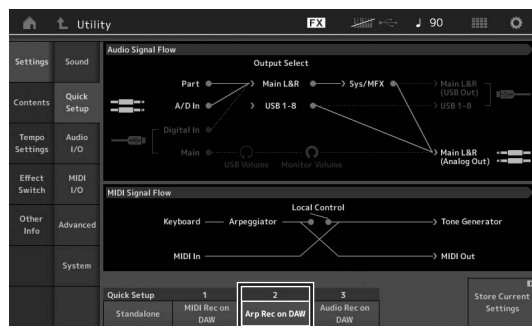 Utility
FX
90
Settings
Sound
Contents
Quick Setup
Tempo Settings
Audio I/O
Effect Switch
MIDI I/O
Other Info
Advanced
System
Audio Signal Flow
Output Select
Part
Main L&R
Sys/MFX
Main L&R (USB Out)
A/D In
USB 1-8
USB 1-8
Digital In
Main
USB Volume
Monitor Volume
Main L&R (Analog Out)
MIDI Signal Flow
Local Control
Keyboard
Arpeggiator
Tone Generator
MIDI In
MIDI Out
Quick Setup
1
2
3
Standalone
MIDI Rec on DAW
Arp Rec on DAW
Audio Rec on DAW
Store Current Settings